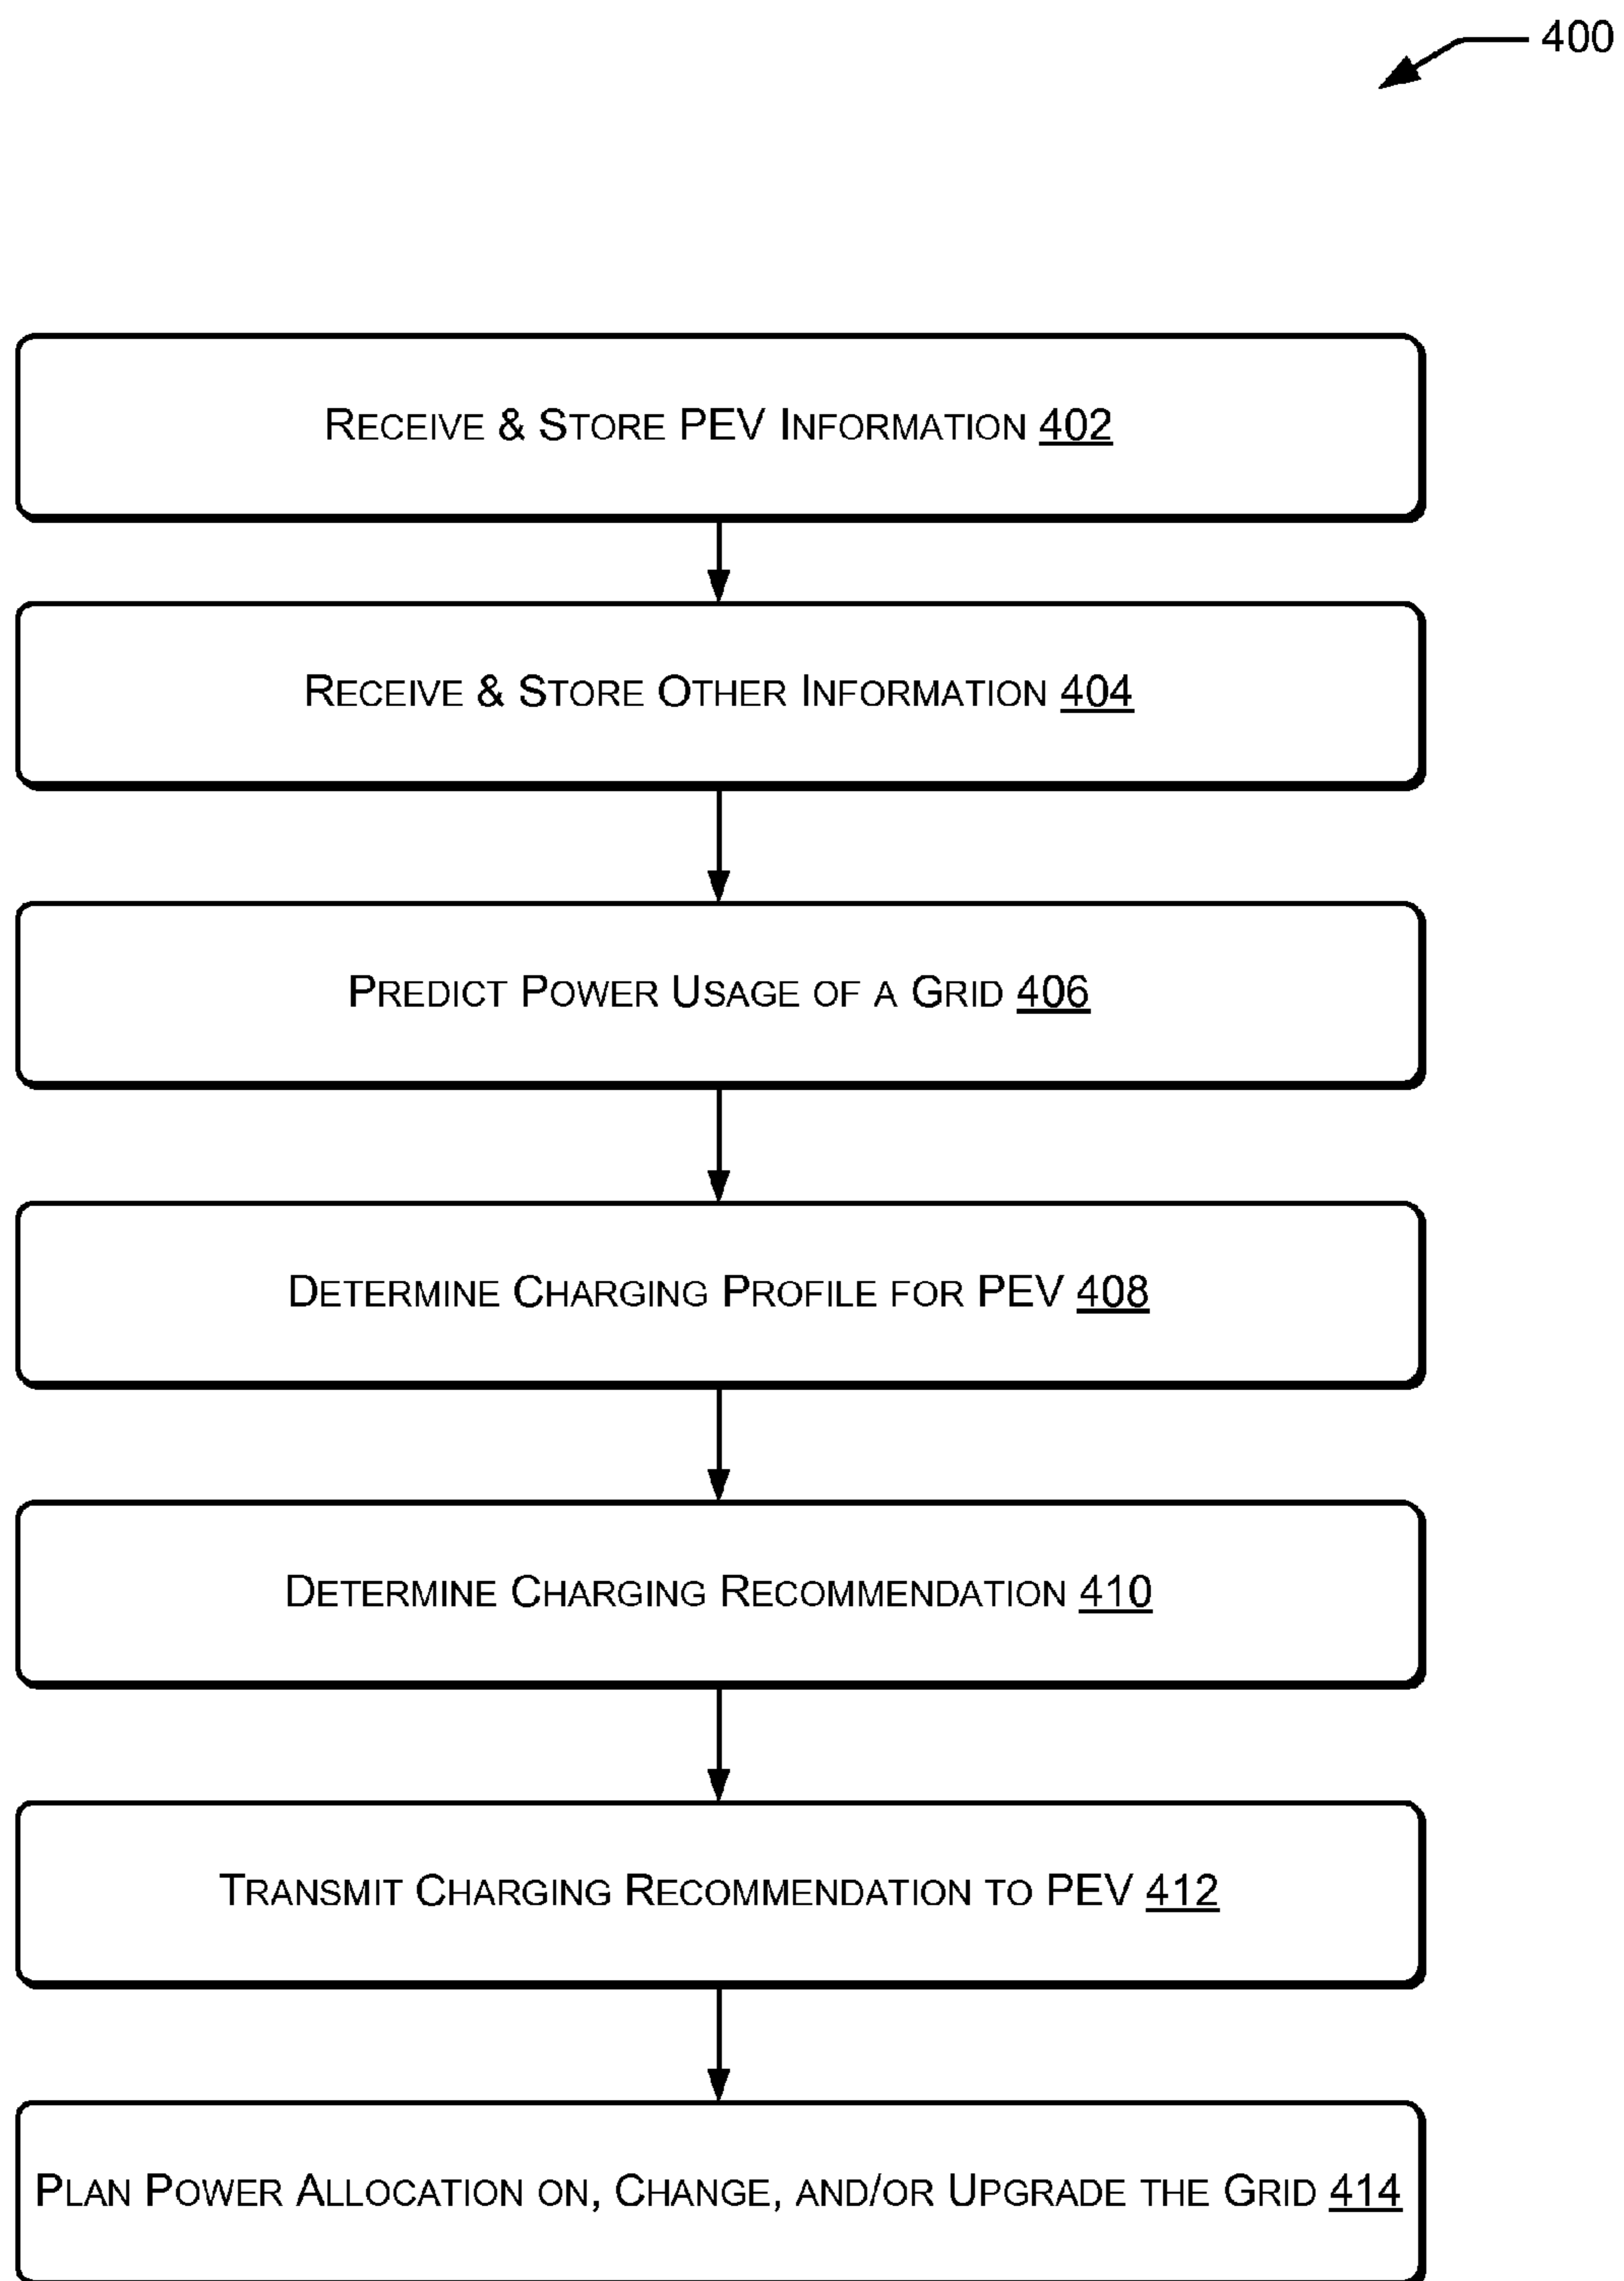 400
RECEIVE & STORE PEV INFORMATION 402
RECEIVE & STORE OTHER INFORMATION 404
PREDICT POWER USAGE OF A GRID 406
DETERMINE CHARGING PROFILE FOR PEV 408
DETERMINE CHARGING RECOMMENDATION 410
TRANSMIT CHARGING RECOMMENDATION TO PEV 412
PLAN POWER ALLOCATION ON, CHANGE, AND/OR UPGRADE THE GRID 414